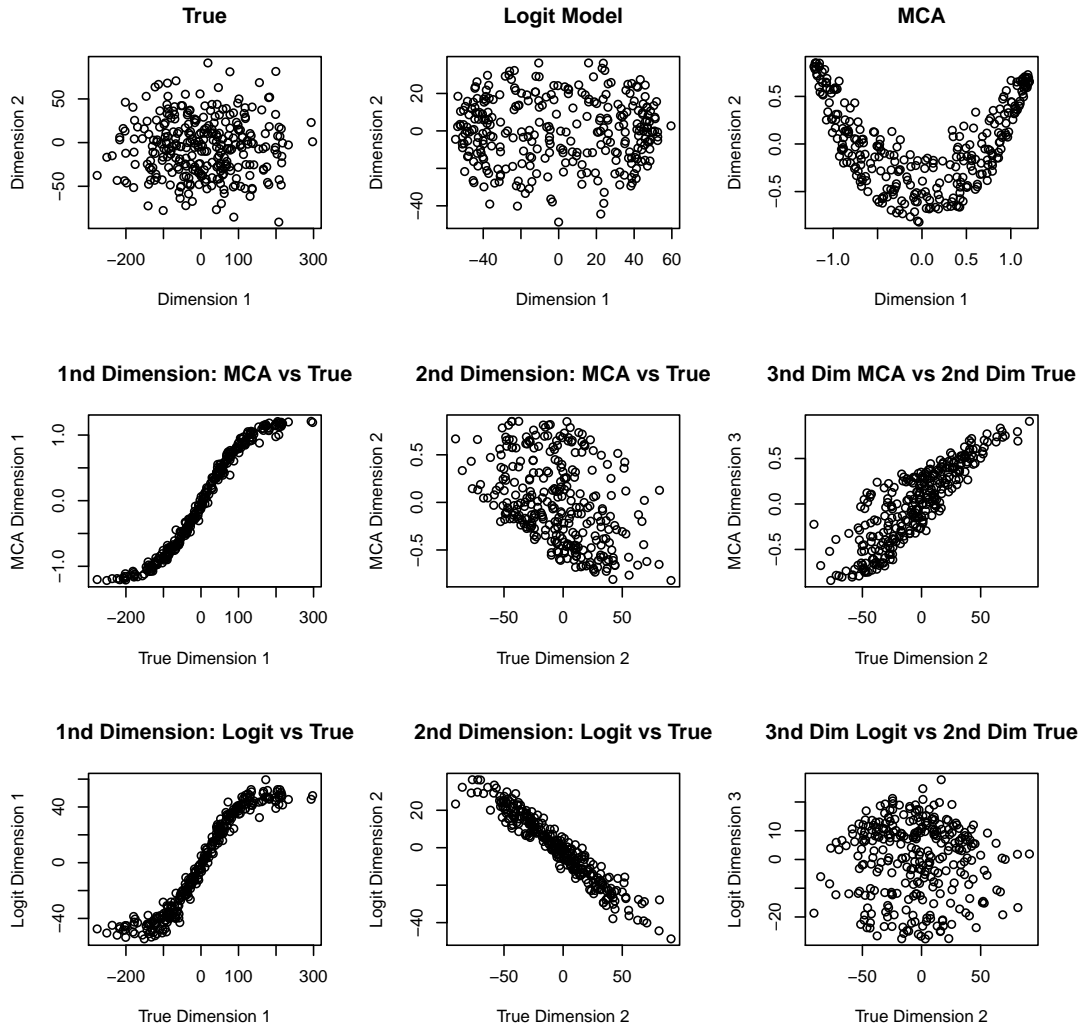 True
Logit Model
MCA
Dimension 2
50
0
−50
−200
0
100
300
Dimension 1
Dimension 2
20
0
−40
−40
0
20
40
60
Dimension 1
Dimension 2
0.5
0.0
−0.5
−1.0
0.0
0.5
1.0
Dimension 1
1nd Dimension: MCA vs True
2nd Dimension: MCA vs True
3nd Dim MCA vs 2nd Dim True
MCA Dimension 1
1.0
0.0
−1.0
−200
0
100
300
True Dimension 1
MCA Dimension 2
0.5
0.0
−0.5
−50
0
50
True Dimension 2
MCA Dimension 3
0.5
0.0
−0.5
−50
0
50
True Dimension 2
1nd Dimension: Logit vs True
2nd Dimension: Logit vs True
3nd Dim Logit vs 2nd Dim True
Logit Dimension 1
40
0
−40
−200
0
100
300
True Dimension 1
Logit Dimension 2
20
0
−40
−50
0
50
True Dimension 2
Logit Dimension 3
10
0
−20
−50
0
50
True Dimension 2